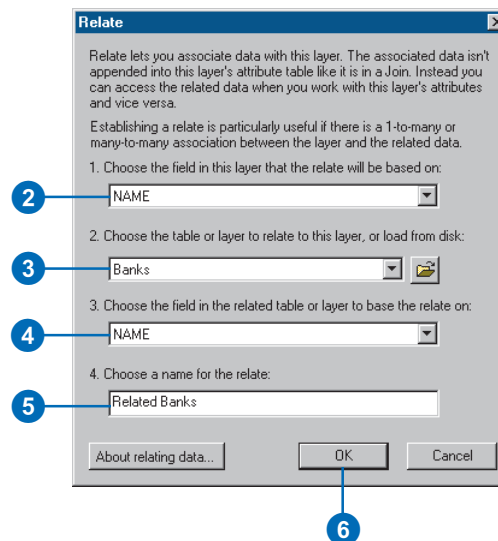 Relate
Relate lets you associate data with this layer. The associated data isn't
appended into this layer's attribute table like it is in a Join. Instead you
can access the related data when you work with this layer's attributes
and vice versa.
Establishing a relate is particularly useful if there is a 1-to-many or
many-to-many association between the layer and the related data.
1. Choose the field in this layer that the relate will be based on:
2
NAME
2. Choose the table or layer to relate to this layer, or load from disk:
3
Banks
3. Choose the field in the related table or layer to base the relate on:
4
NAME
4. Choose a name for the relate:
5
Related Banks
About relating data...
OK
Cancel
6